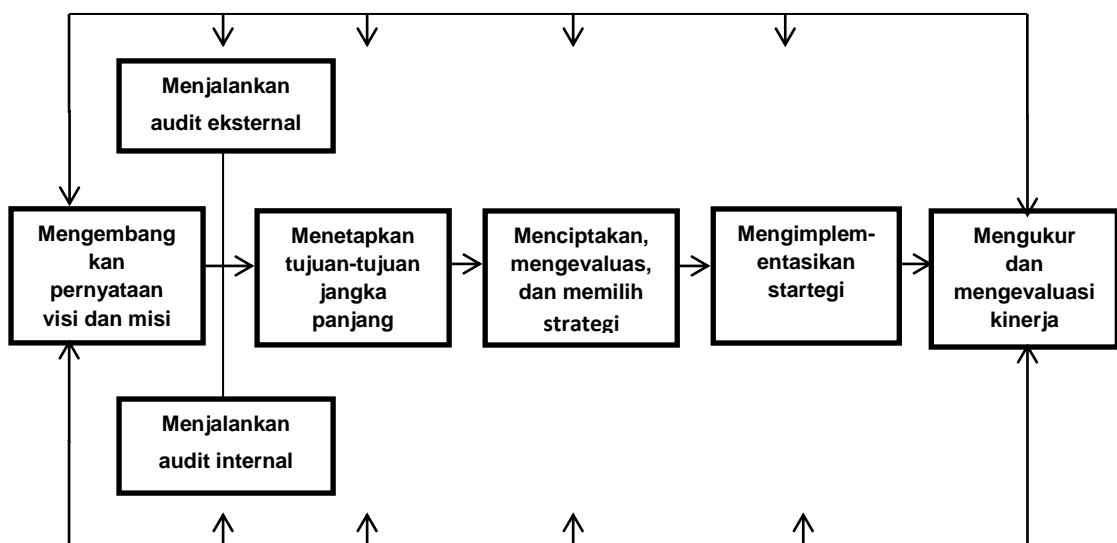 Menjalankan
audit eksternal
Mengembang
kan
pernyataan
visi dan misi
Menetapkan
tujuan-tujuan
jangka
panjang
Menciptakan,
mengevaluas,
dan memilih
strategi
Mengimplem-
entasikan
startegi
Mengukur
dan
mengevaluasi
kinerja
Menjalankan
audit internal